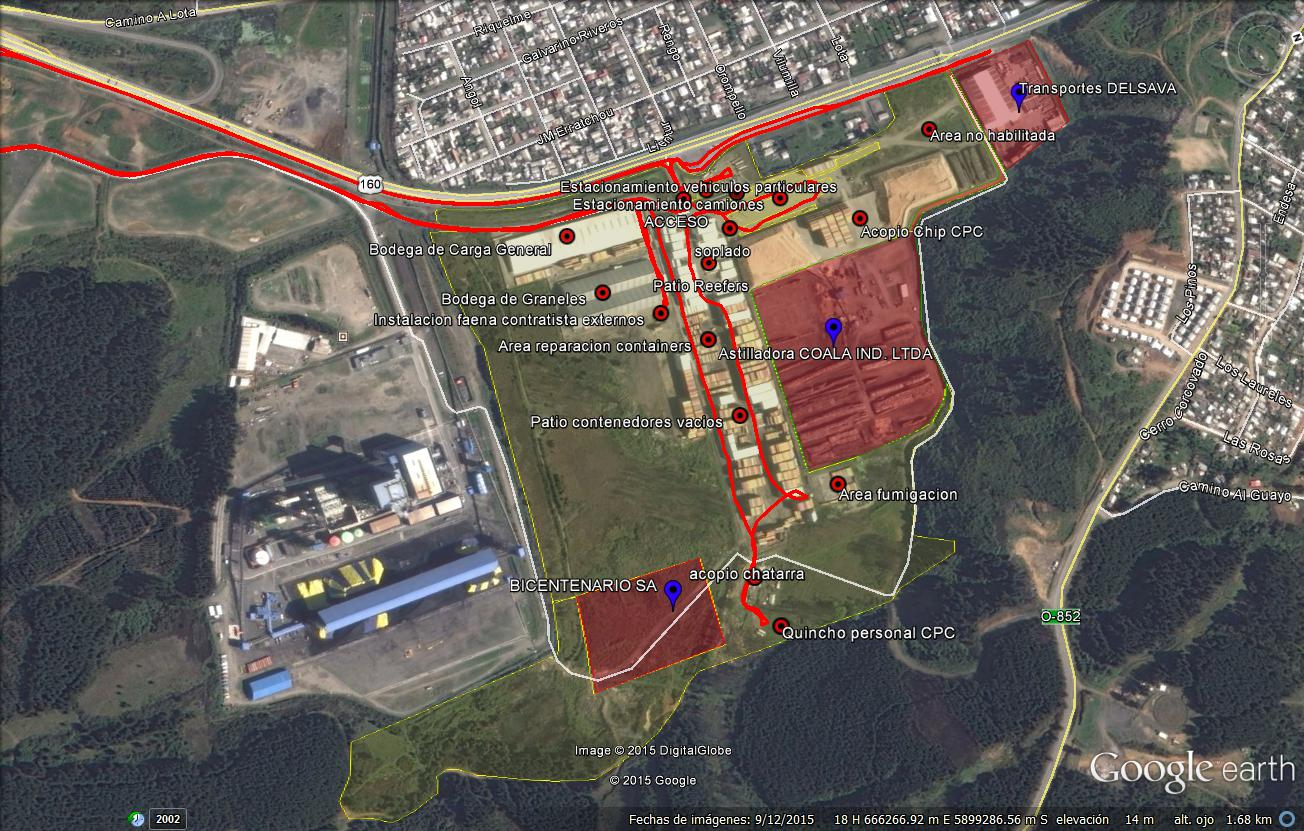 Camino A Lota
Riquelme
Galvarino Riveros
Rengo
Orompello
Vilumilla
Lota
Angol
JM Erratchou
160
Transportes DELSAVA
Area no habilitada
Estacionamiento vehiculos particulares
Estacionamiento camiones
ACCESO
Acopio Chip CPC
Bodega de Carga General
soplado
Patio Reefers
Bodega de Graneles
Instalacion faena contratista externos
Area reparacion containers
Astilladora COALA IND. LTDA
Patio contenedores vacios
Area fumigacion
Endesa
Los Pinos
Los Laureles
Cerro Corcovado
Las Rosas
Camino Al Guayo
BICENTENARIO SA
acopio chatarra
O-852
Quincho personal CPC
Image © 2015 DigitalGlobe
© 2015 Google
Google earth
N
2002
Fechas de imágenes: 9/12/2015 18 H 666266.92 m E 5899286.56 m S elevación 14 m alt. ojo 1.68 km